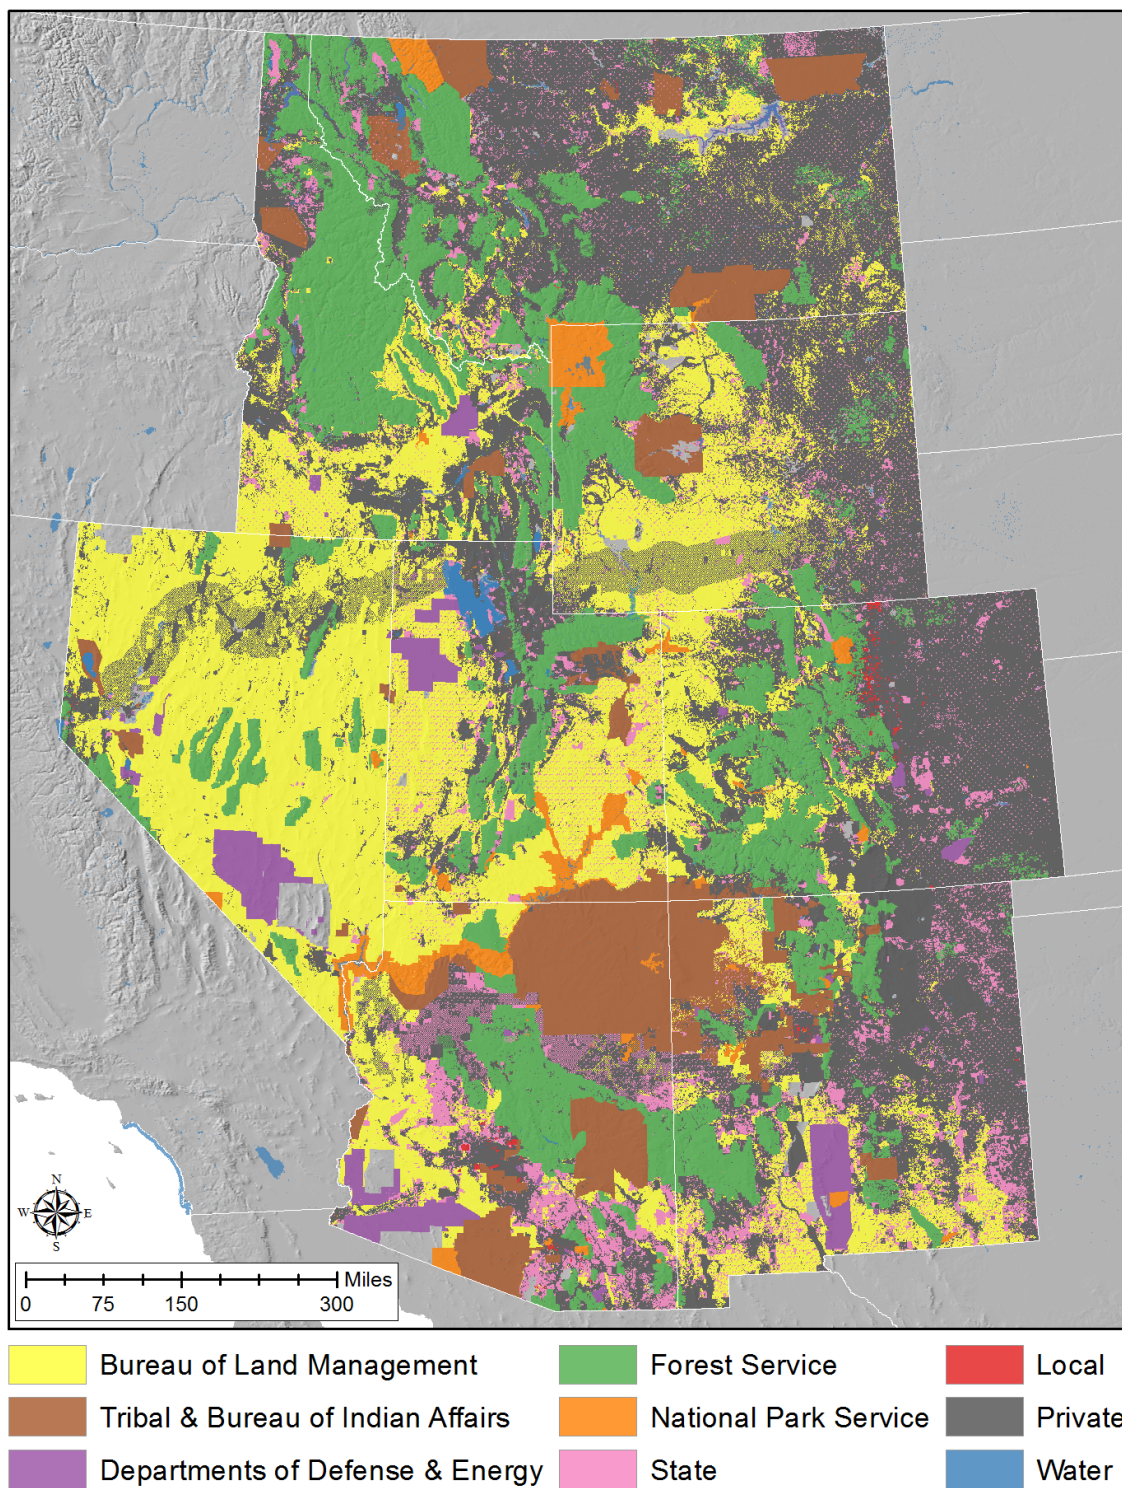 N
W E
S
Miles
0 75 150 300
Bureau of Land Management Forest Service Local
Tribal & Bureau of Indian Affairs National Park Service Private
Departments of Defense & Energy State Water